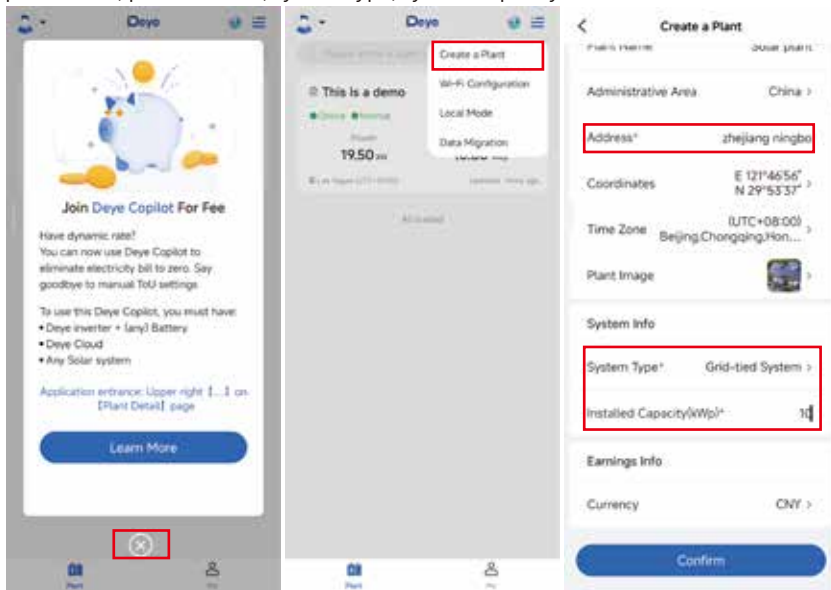 Deye
Join Deye Copilot For Fee
Have dynamic rate?
You can now use Deye Copilot to
eliminate electricity bill to zero. Say
goodbye to manual ToU settings
To use this Deye Copilot, you must have:
• Deye inverter + (any) Battery
• Deye Cloud
• Any Solar system
Application entrance: Upper right 【...】 on
【Plant Detail】 page
Learn More
Plant
Deye
Create a Plant
Wi-Fi Configuration
Local Mode
Data Migration
This is a demo
Power
19.50
All loaded
Plant
Create a Plant
Plant Name Solar plant
Administrative Area China >
Address* zhejiang ningbo
Coordinates E 121°46'56" >
N 29°53'37"
Time Zone (UTC+08:00) >
Beijing,Chongqing,Hon...
Plant Image >
System Info
System Type* Grid-tied System >
Installed Capacity(kWp)* 10
Earnings Info
Currency CNY >
Confirm